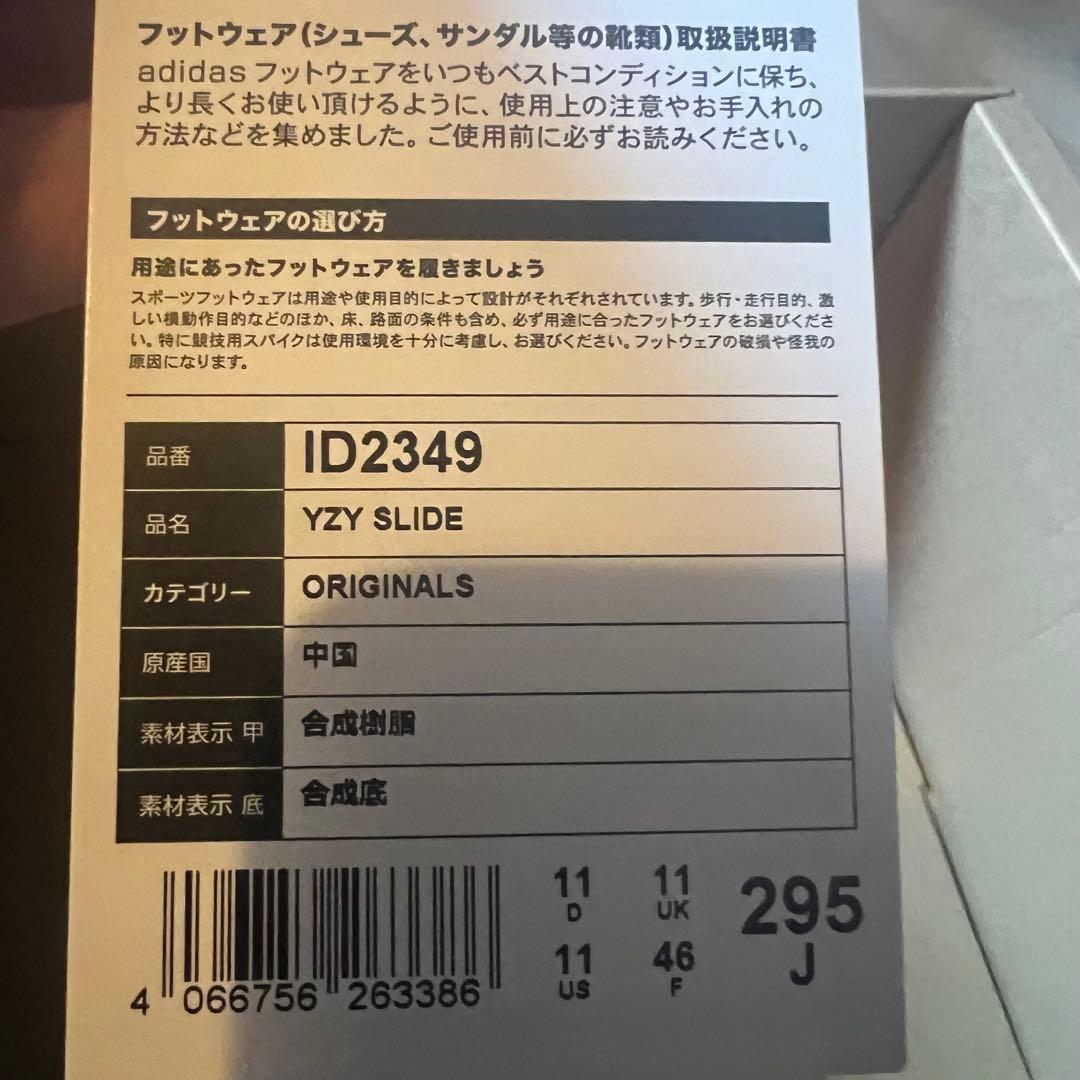 フットウェア(シューズ、サンダル等の靴類)取扱説明書
adidasフットウェアをいつもベストコンディションに保ち、
より長くお使い頂けるように、使用上の注意やお手入れの
方法などを集めました。ご使用前に必ずお読みください。
フットウェアの選び方
用途にあったフットウェアを履きましょう
スポーツフットウェアは用途や使用目的によって設計がそれぞれされています。歩行・走行目的、激
しい横動作目的などのほか、床、路面の条件も含め、必ず用途に合ったフットウェアをお選びくださ
い。特に競技用スパイクは使用環境を十分に考慮し、お選びください。フットウェアの破損や怪我の
原因になります。
品番 ID2349
品名 YZY SLIDE
カテゴリー ORIGINALS
原産国 中国
素材表示 甲 合成樹脂
素材表示 底 合成底
4 066756 263386
11 D 11 UK
11 US 46 F
295 J